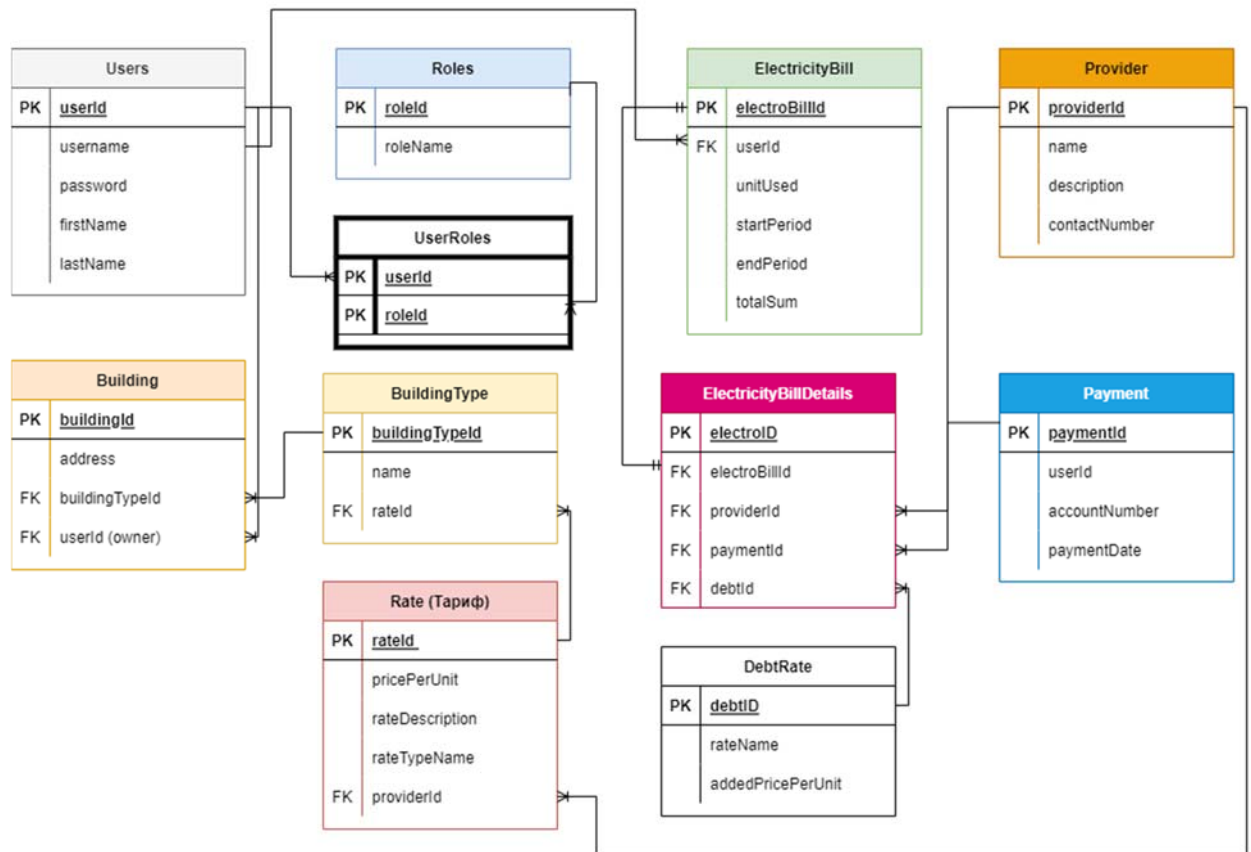 Users
PK userId
username
password
firstName
lastName
Roles
PK roleId
roleName
UserRoles
PK userId
PK roleId
ElectricityBill
PK electroBillId
FK userId
unitUsed
startPeriod
endPeriod
totalSum
Provider
PK providerId
name
description
contactNumber
Building
PK buildingId
address
FK buildingTypeId
FK userId (owner)
BuildingType
PK buildingTypeId
name
FK rateId
ElectricityBillDetails
PK electroID
FK electroBillId
FK providerId
FK paymentId
FK debtId
Payment
PK paymentId
userId
accountNumber
paymentDate
Rate (Тариф)
PK rateId
pricePerUnit
rateDescription
rateTypeName
FK providerId
DebtRate
PK debtID
rateName
addedPricePerUnit